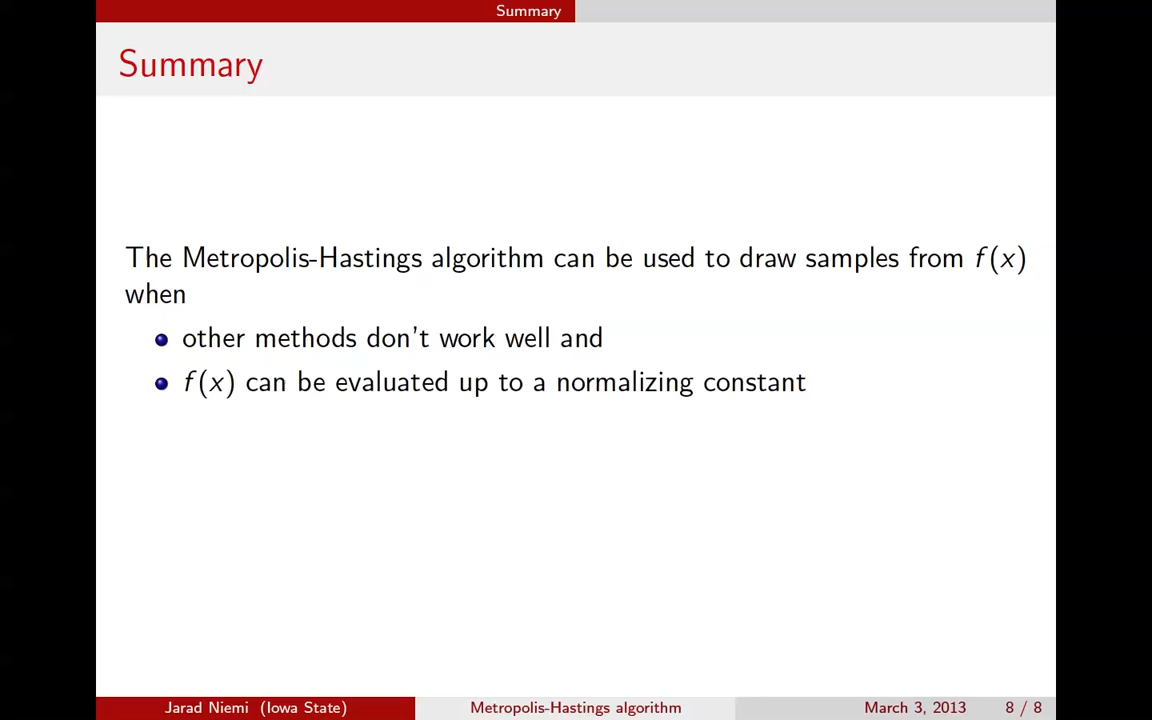 Summary
Summary
The Metropolis-Hastings algorithm can be used to draw samples from f(x)
when
other methods don't work well and
f(x) can be evaluated up to a normalizing constant
Jarad Niemi (Iowa State) Metropolis-Hastings algorithm March 3, 2013 8 / 8